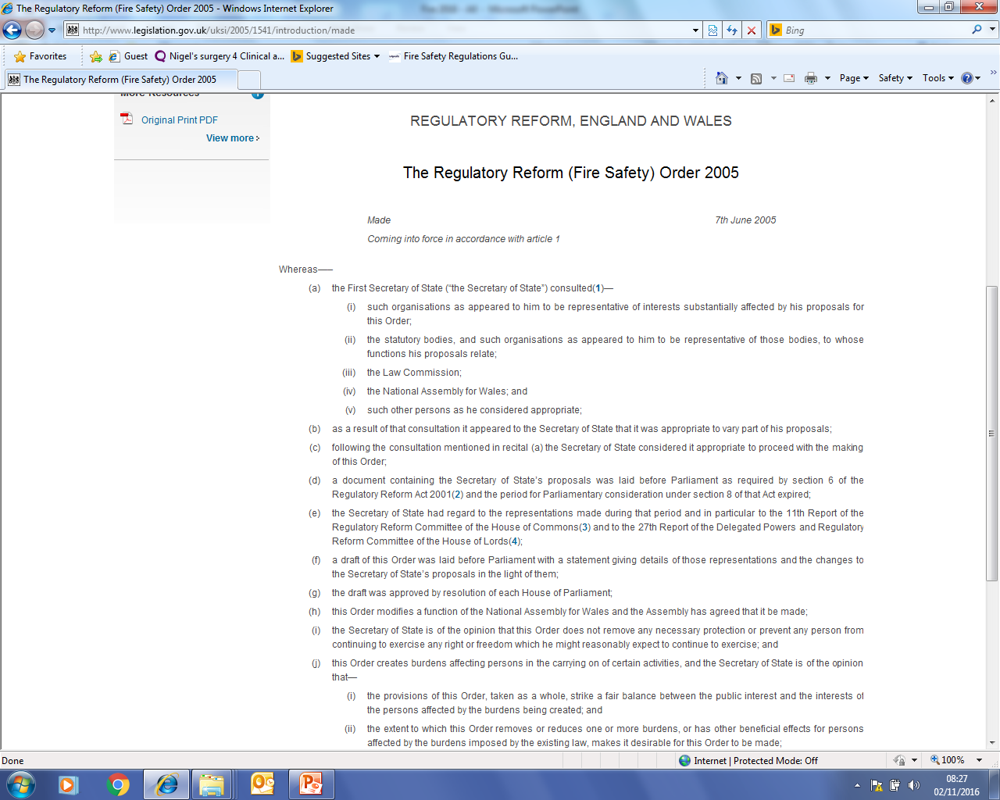 The Regulatory Reform (Fire Safety) Order 2005 - Windows Internet Explorer
http://www.legislation.gov.uk/uksi/2005/1541/introduction/made
Bing
Favorites
Guest
Nigel's surgery 4 Clinical a...
Suggested Sites
Fire Safety Regulations Gu...
The Regulatory Reform (Fire Safety) Order 2005
Page
Safety
Tools
More Resources
Original Print PDF
View more
REGULATORY REFORM, ENGLAND AND WALES
The Regulatory Reform (Fire Safety) Order 2005
Made 7th June 2005
Coming into force in accordance with article 1
Whereas—
(a) the First Secretary of State (“the Secretary of State”) consulted(1)—
(i) such organisations as appeared to him to be representative of interests substantially affected by his proposals for
this Order;
(ii) the statutory bodies, and such organisations as appeared to him to be representative of those bodies, to whose
functions his proposals relate;
(iii) the Law Commission;
(iv) the National Assembly for Wales; and
(v) such other persons as he considered appropriate;
(b) as a result of that consultation it appeared to the Secretary of State that it was appropriate to vary part of his proposals;
(c) following the consultation mentioned in recital (a) the Secretary of State considered it appropriate to proceed with the making
of this Order;
(d) a document containing the Secretary of State’s proposals was laid before Parliament as required by section 6 of the
Regulatory Reform Act 2001(2) and the period for Parliamentary consideration under section 8 of that Act expired;
(e) the Secretary of State had regard to the representations made during that period and in particular to the 11th Report of the
Regulatory Reform Committee of the House of Commons(3) and to the 27th Report of the Delegated Powers and Regulatory
Reform Committee of the House of Lords(4);
(f) a draft of this Order was laid before Parliament with a statement giving details of those representations and the changes to
the Secretary of State’s proposals in the light of them;
(g) the draft was approved by resolution of each House of Parliament;
(h) this Order modifies a function of the National Assembly for Wales and the Assembly has agreed that it be made;
(i) the Secretary of State is of the opinion that this Order does not remove any necessary protection or prevent any person from
continuing to exercise any right or freedom which he might reasonably expect to continue to exercise; and
(j) this Order creates burdens affecting persons in the carrying on of certain activities, and the Secretary of State is of the opinion
that—
(i) the provisions of this Order, taken as a whole, strike a fair balance between the public interest and the interests of
the persons affected by the burdens being created; and
(ii) the extent to which this Order removes or reduces one or more burdens, or has other beneficial effects for persons
affected by the burdens imposed by the existing law, makes it desirable for this Order to be made;
Done
Internet | Protected Mode: Off
100%
08:27
02/11/2016